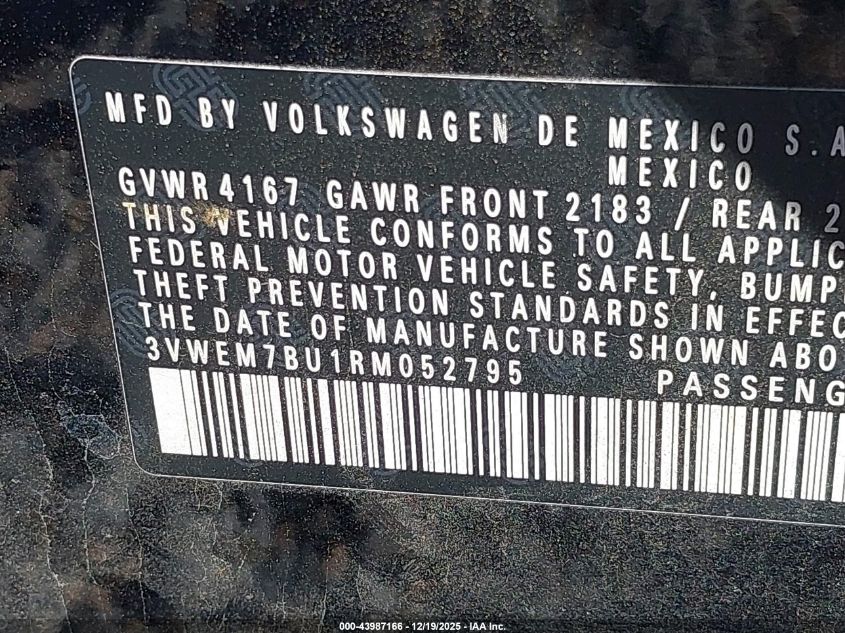 MFD BY VOLKSWAGEN DE MEXICO S.A
MEXICO
GVWR 4167 GAWR FRONT 2183 / REAR 2
THIS VEHICLE CONFORMS TO ALL APPLIC
FEDERAL MOTOR VEHICLE SAFETY, BUMP
THEFT PREVENTION STANDARDS IN EFFEC
THE DATE OF MANUFACTURE SHOWN ABO
3VWEM7BU1RM052795 PASSENG
000-43987166 - 12/19/2025 - IAA Inc.